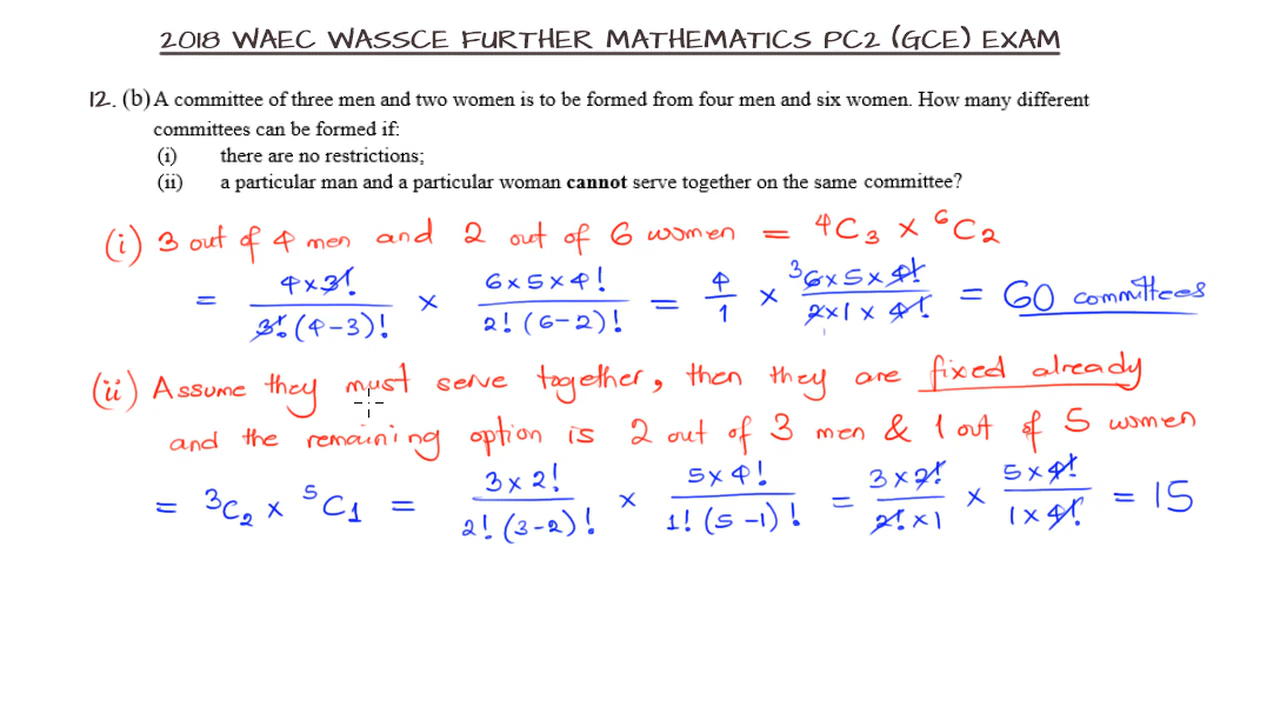 2018 WAEC WASSCE FURTHER MATHEMATICS PC2 (GCE) EXAM
12. (b) A committee of three men and two women is to be formed from four men and six women. How many different
committees can be formed if:
(i) there are no restrictions;
(ii) a particular man and a particular woman cannot serve together on the same committee?
(i) 3 out of 4 men and 2 out of 6 women = ⁴C₃ × ⁶C₂
= 4×3!/3!(4-3)! × 6×5×4!/2!(6-2)! = 4/1 × ³6×5×4!/2×1×4! = 60 committees
(ii) Assume they must serve together, then they are fixed already
and the remaining option is 2 out of 3 men & 1 out of 5 women
= ³C₂ × ⁵C₁ = 3×2!/2!(3-2)! × 5×4!/1!(5-1)! = 3×2!/2!×1 × 5×4!/1×4! = 15